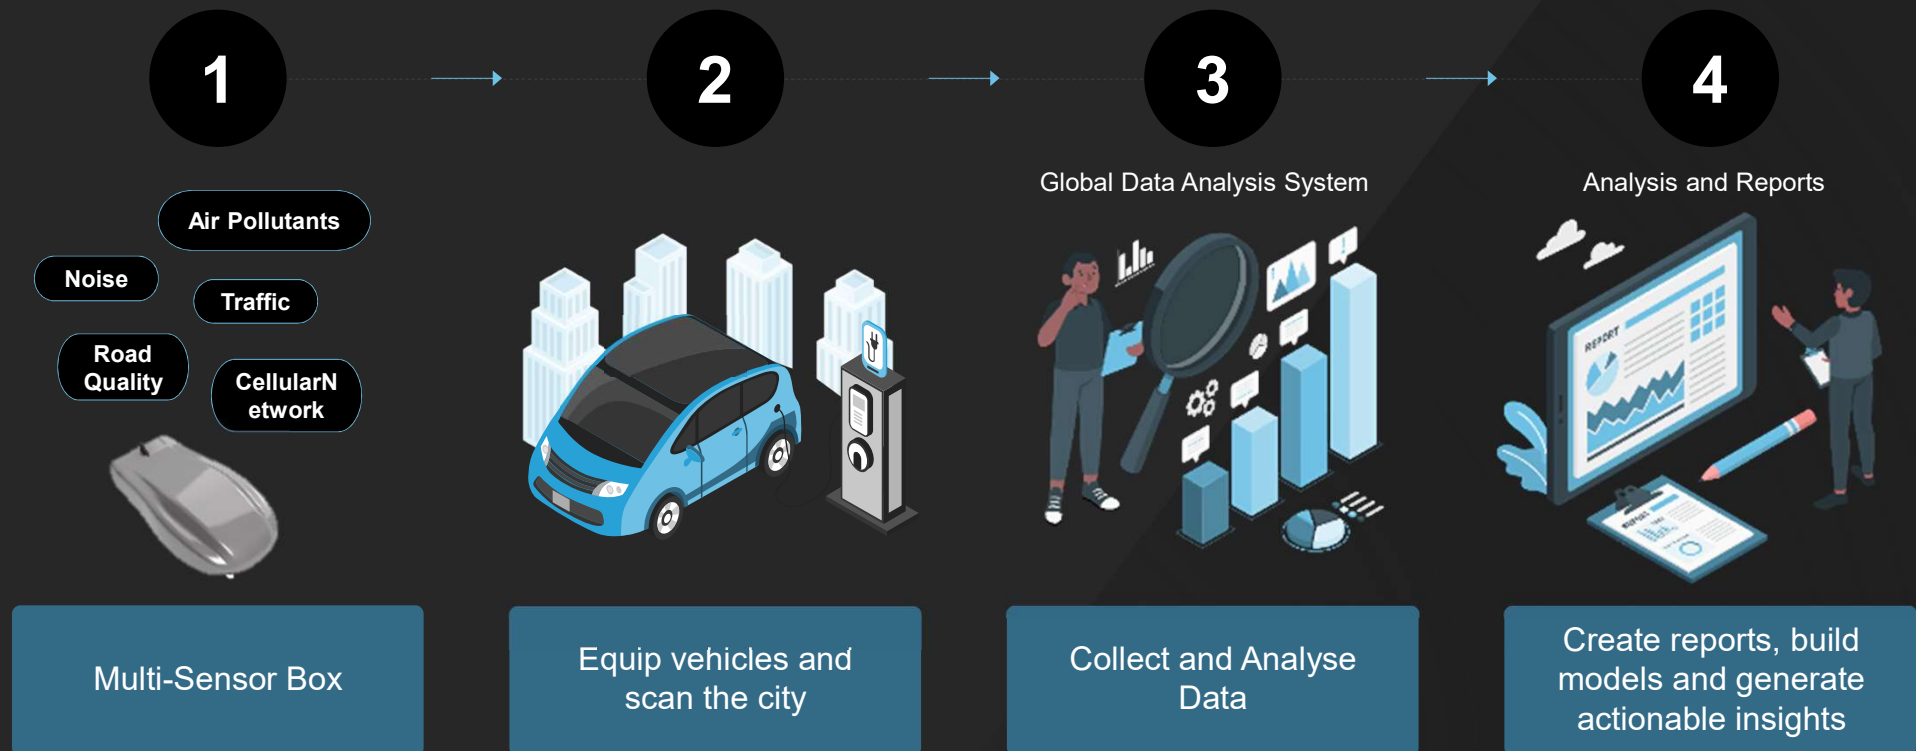 1
2
3
4
Global Data Analysis System
Analysis and Reports
Air Pollutants
Noise
Traffic
Road
Quality
CellularN
etwork
REPORT
REPORT
Multi-Sensor Box
Equip vehicles and
scan the city
Collect and Analyse
Data
Create reports, build
models and generate
actionable insights